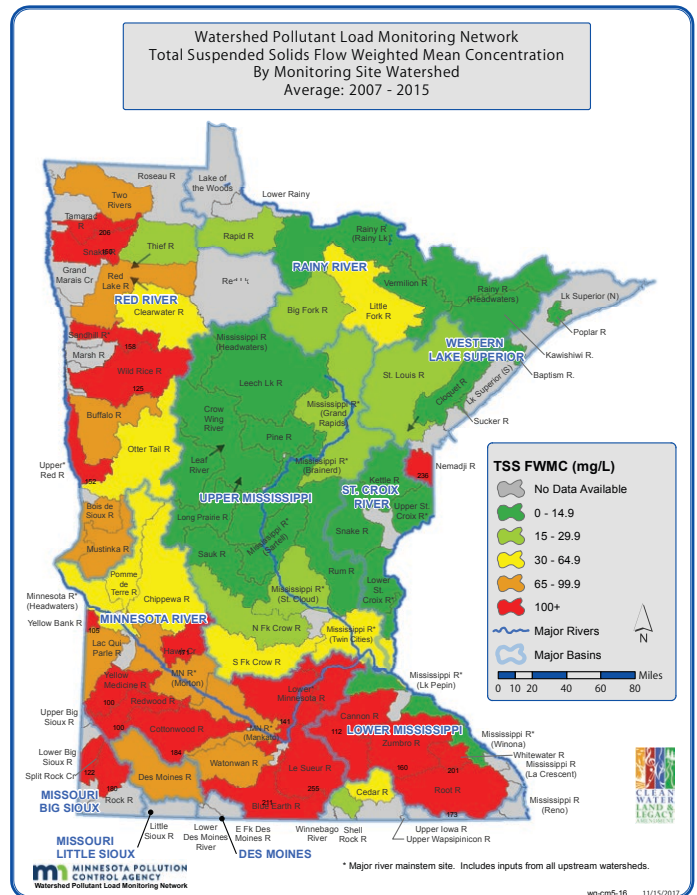 Watershed Pollutant Load Monitoring Network
Total Suspended Solids Flow Weighted Mean Concentration
By Monitoring Site Watershed
Average: 2007 - 2015
Roseau R
Lake of
the Woods
Lower Rainy
Two
Rivers
Tamarac
R
206
Rapid R
Rainy R
(Rainy Lk)
Thief R
Grand
Marais Cr
Red
Lake R
RED RIVER
RAINY RIVER
Vermilion R
Rainy R
(Headwaters)
Lk Superior (N)
Clearwater R
Big Fork R
Little
Fork R
Poplar R
Sandhill R*
158
Marsh R
Mississippi R
(Headwaters)
WESTERN
LAKE SUPERIOR
Kawishiwi R.
Wild Rice R
125
Leech Lk R
St. Louis R
Cloquet R
Lk Superior (S)
Baptism R.
Buffalo R
Crow
Wing
River
Mississippi R*
(Grand
Rapids)
Sucker R
Otter Tail R
Pine R
Upper*
Red R
152
Leaf
River
Mississippi R*
(Brainerd)
236
Nemadji R
Kettle R
UPPER MISSISSIPPI
ST. CROIX
RIVER
Upper St.
Croix R*
Bois de
Sioux R
Long Prairie R
Mississippi R*
(Sartell)
Snake R
Mustinka R
Sauk R
Rum R
Pomme
de
Terre R
Lower
St.
Croix R*
Minnesota R*
(Headwaters)
Chippewa R
Mississippi R*
(St. Cloud)
Yellow Bank R
105
MINNESOTA RIVER
N Fk Crow R
Mississippi R*
(Twin Cities)
Lac Qui
Parle R
171
S Fk Crow R
Yellow
Medicine R
MN R*
(Morton)
Mississippi R*
(Lk Pepin)
100
Redwood R
Lower*
Minnesota R
Upper Big
Sioux R
100
Cottonwood R
MN R*
(Mankato)
141
Cannon R
112
LOWER MISSISSIPPI
Zumbro R
Mississippi R*
(Winona)
194
Lower Big
Sioux R
Watonwan R
Whitewater R
Mississippi R
(La Crescent)
Split Rock Cr
122
Des Moines R
Le Sueur R
160
201
Root R
MISSOURI
BIG SIOUX
180
Rock R
255
Cedar R
Mississippi R
(Reno)
211
Blue Earth R
173
MISSOURI
LITTLE SIOUX
Little
Sioux R
Lower
Des Moines
River
E Fk Des
Moines R
DES MOINES
Winnebago
River
Shell
Rock R
Upper Iowa R
Upper Wapsipinicon R
TSS FWMC (mg/L)
No Data Available
0 - 14.9
15 - 29.9
30 - 64.9
65 - 99.9
100+
Major Rivers
Major Basins
N
0 10 20 40 60 80 Miles
CLEAN
WATER
LAND &
LEGACY
AMENDMENT
* Major river mainstem site. Includes inputs from all upstream watersheds.
MINNESOTA POLLUTION
CONTROL AGENCY
Watershed Pollutant Load Monitoring Network
wq-cm5-16 11/15/2017